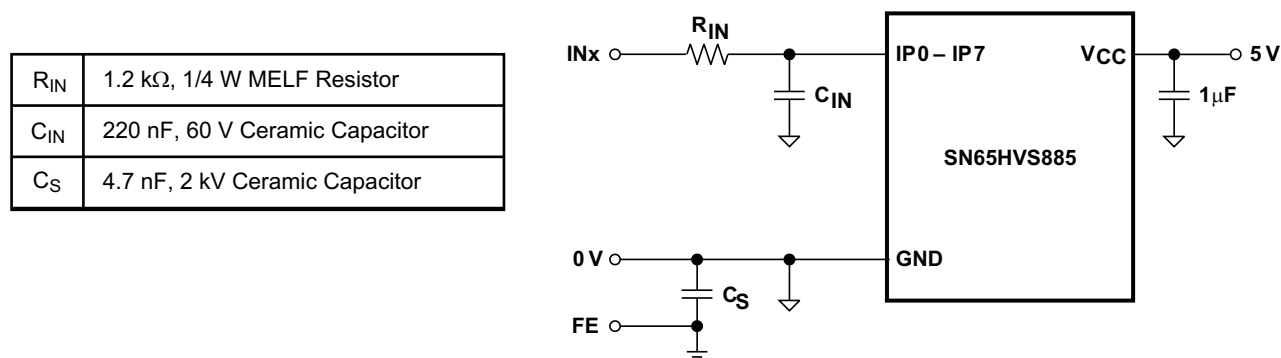 R_IN 1.2 kΩ, 1/4 W MELF Resistor
C_IN 220 nF, 60 V Ceramic Capacitor
C_S 4.7 nF, 2 kV Ceramic Capacitor
INx
R_IN
C_IN
IP0 – IP7
V_CC
5 V
1μF
SN65HVS885
0 V
GND
C_S
FE